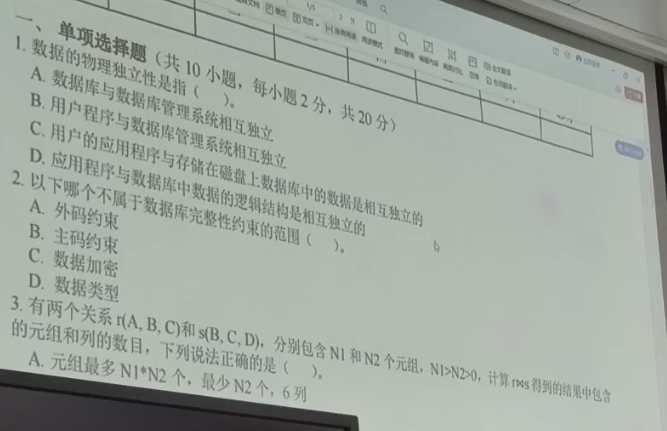 一、单项选择题（共 10 小题，每小题 2 分，共 20 分）
1. 数据的物理独立性是指（ ）。
A. 数据库与数据库管理系统相互独立
B. 用户程序与数据库管理系统相互独立
C. 用户的应用程序与存储在磁盘上数据库中的数据是相互独立的
D. 应用程序与数据库中数据的逻辑结构是相互独立的
2. 以下哪个不属于数据库完整性约束的范围（ ）。
A. 外码约束
B. 主码约束
C. 数据加密
D. 数据类型
3. 有两个关系 r(A, B, C)和 s(B, C, D)，分别包含 N1 和 N2 个元组，N1>N2>0，计算 r⋈s 得到的结果中包含
的元组和列的数目，下列说法正确的是（ ）。
A. 元组最多 N1*N2 个，最少 N2 个，6 列